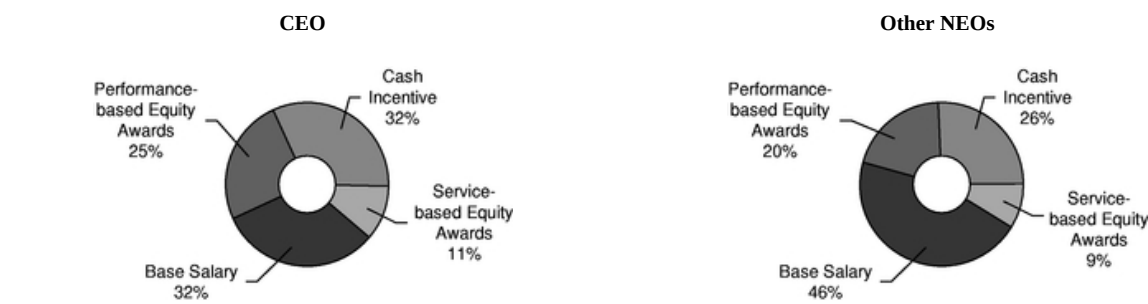 CEO
Performance-
based Equity
Awards
25%
Cash
Incentive
32%
Service-
based Equity
Awards
11%
Base Salary
32%
Other NEOs
Performance-
based Equity
Awards
20%
Cash
Incentive
26%
Service-
based Equity
Awards
9%
Base Salary
46%